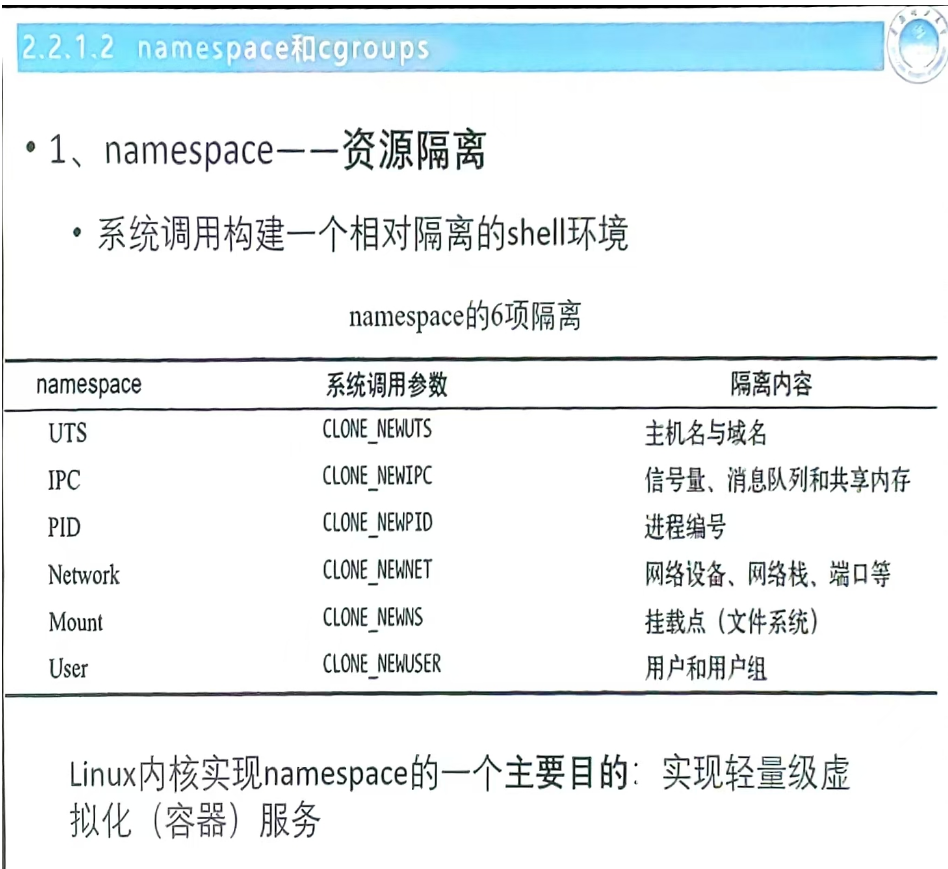 2.2.1.2 namespace和cgroups
• 1、namespace——资源隔离
• 系统调用构建一个相对隔离的shell环境
namespace的6项隔离
namespace 系统调用参数 隔离内容
UTS CLONE_NEWUTS 主机名与域名
IPC CLONE_NEWIPC 信号量、消息队列和共享内存
PID CLONE_NEWPID 进程编号
Network CLONE_NEWNET 网络设备、网络栈、端口等
Mount CLONE_NEWNS 挂载点（文件系统）
User CLONE_NEWUSER 用户和用户组
Linux内核实现namespace的一个主要目的：实现轻量级虚
拟化（容器）服务